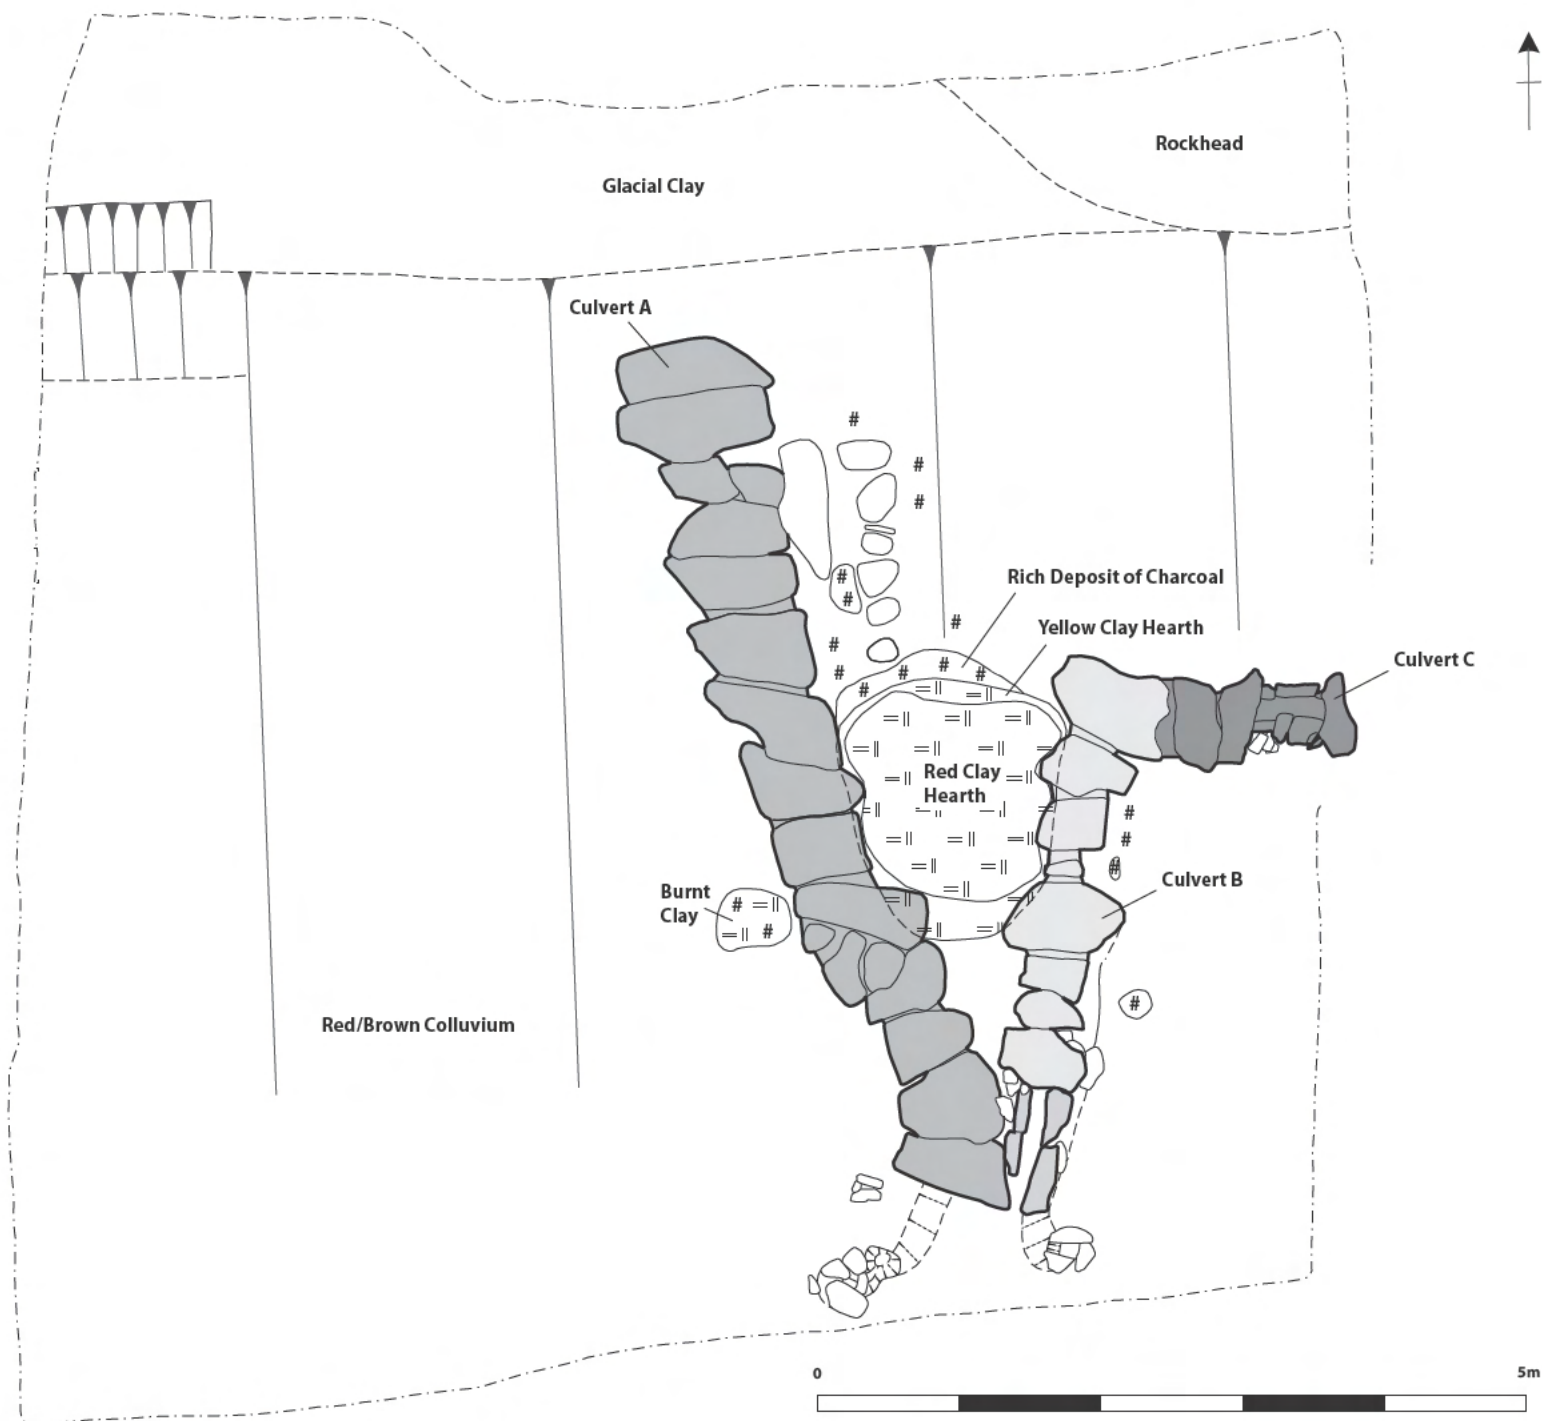 Rockhead
Glacial Clay
Culvert A
Rich Deposit of Charcoal
Yellow Clay Hearth
Culvert C
Red Clay
Hearth
Culvert B
Burnt
Clay
Red/Brown Colluvium
0
5m